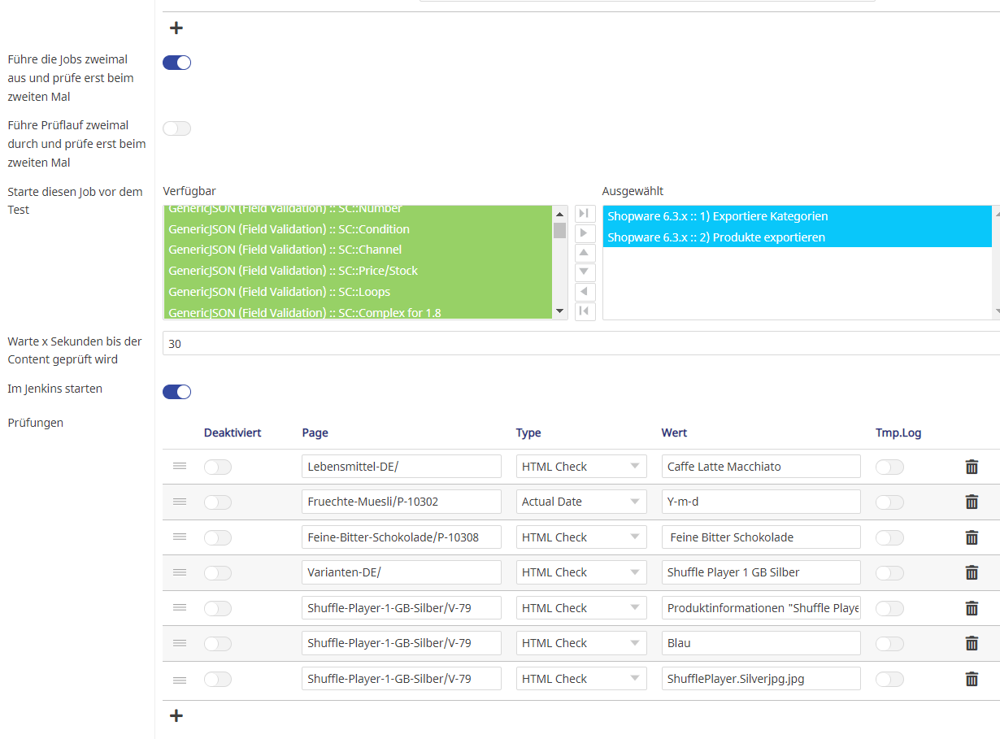 Führe die Jobs zweimal
aus und prüfe erst beim
zweiten Mal
Führe Prüflauf zweimal
durch und prüfe erst beim
zweiten Mal
Starte diesen Job vor dem
Test
Verfügbar
Ausgewählt
GenericJSON (Field Validation) :: SC::Number
GenericJSON (Field Validation) :: SC::Condition
GenericJSON (Field Validation) :: SC::Channel
GenericJSON (Field Validation) :: SC::Price/Stock
GenericJSON (Field Validation) :: SC::Loops
GenericJSON (Field Validation) :: SC::Complex for 1.8
Shopware 6.3.x :: 1) Exportiere Kategorien
Shopware 6.3.x :: 2) Produkte exportieren
Warte x Sekunden bis der
Content geprüft wird
30
Im Jenkins starten
Prüfungen
Deaktiviert Page Type Wert Tmp.Log
Lebensmittel-DE/ HTML Check Caffe Latte Macchiato
Fruechte-Muesli/P-10302 Actual Date Y-m-d
Feine-Bitter-Schokolade/P-10308 HTML Check Feine Bitter Schokolade
Varianten-DE/ HTML Check Shuffle Player 1 GB Silber
Shuffle-Player-1-GB-Silber/V-79 HTML Check Produktinformationen "Shuffle Playe
Shuffle-Player-1-GB-Silber/V-79 HTML Check Blau
Shuffle-Player-1-GB-Silber/V-79 HTML Check ShufflePlayer.Silverjpg.jpg